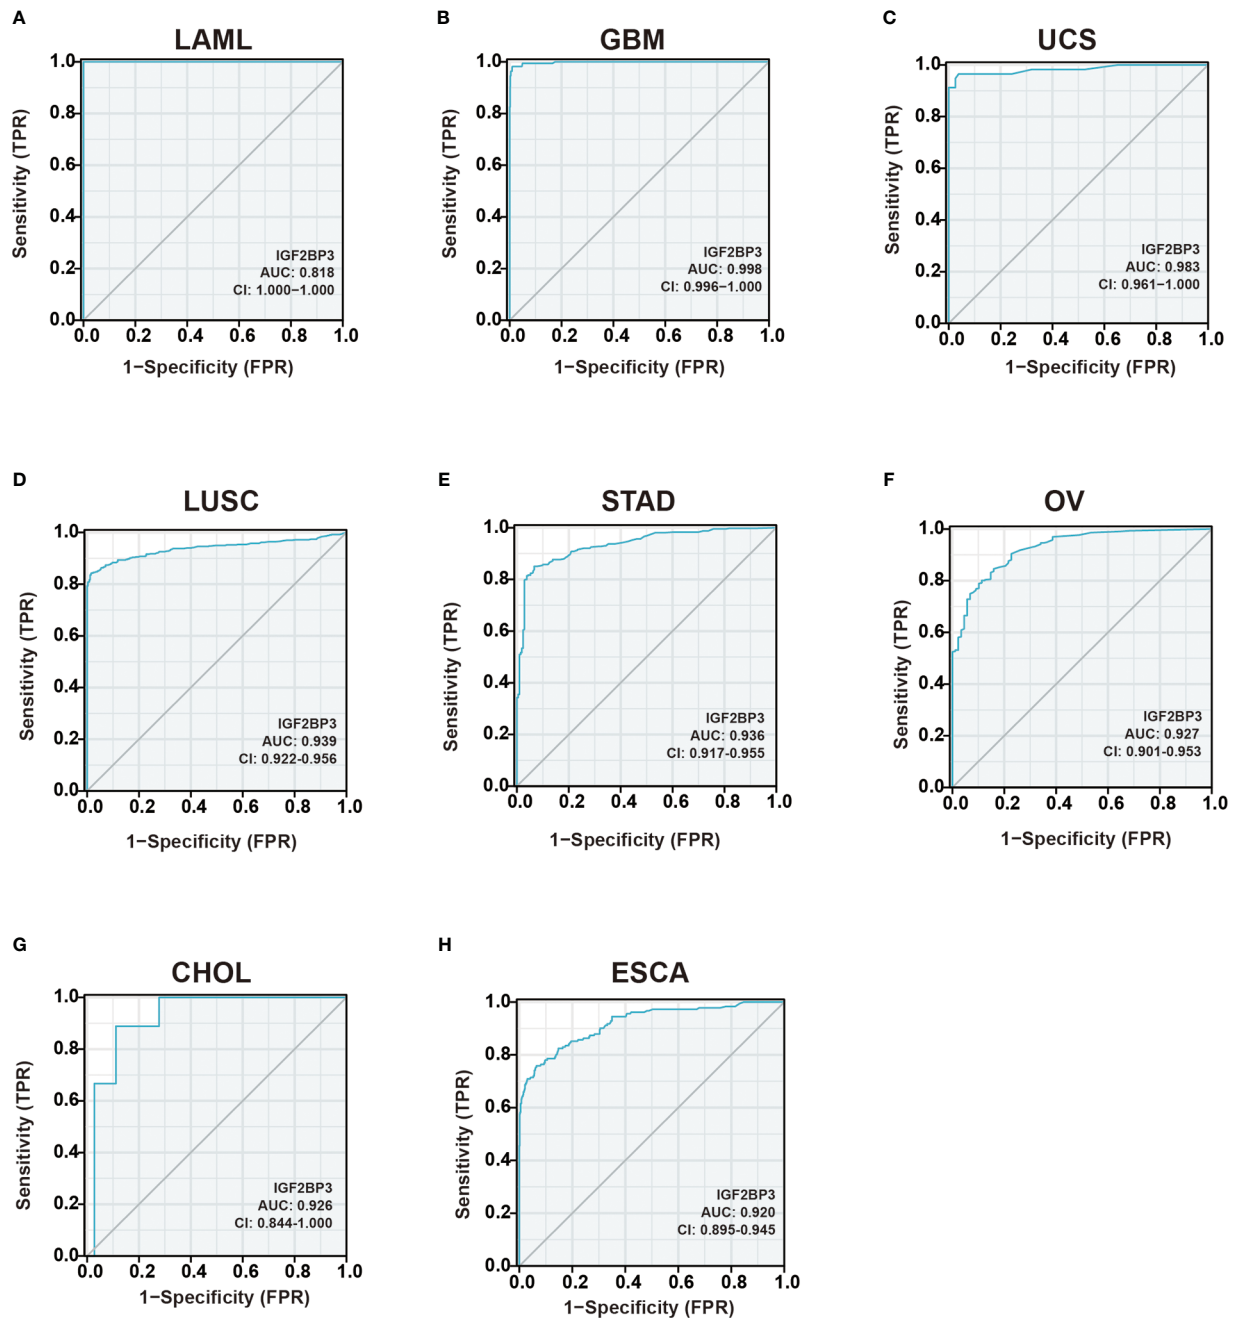 A
LAML
Sensitivity (TPR)
1.0
0.8
0.6
0.4
0.2
0.0
IGF2BP3
AUC: 0.818
CI: 1.000−1.000
0.0 0.2 0.4 0.6 0.8 1.0
1−Specificity (FPR)
B
GBM
Sensitivity (TPR)
1.0
0.8
0.6
0.4
0.2
0.0
IGF2BP3
AUC: 0.998
CI: 0.996−1.000
0.0 0.2 0.4 0.6 0.8 1.0
1−Specificity (FPR)
C
UCS
Sensitivity (TPR)
1.0
0.8
0.6
0.4
0.2
0.0
IGF2BP3
AUC: 0.983
CI: 0.961−1.000
0.0 0.2 0.4 0.6 0.8 1.0
1−Specificity (FPR)
D
LUSC
Sensitivity (TPR)
1.0
0.8
0.6
0.4
0.2
0.0
IGF2BP3
AUC: 0.939
CI: 0.922-0.956
0.0 0.2 0.4 0.6 0.8 1.0
1−Specificity (FPR)
E
STAD
Sensitivity (TPR)
1.0
0.8
0.6
0.4
0.2
0.0
IGF2BP3
AUC: 0.936
CI: 0.917-0.955
0.0 0.2 0.4 0.6 0.8 1.0
1−Specificity (FPR)
F
OV
Sensitivity (TPR)
1.0
0.8
0.6
0.4
0.2
0.0
IGF2BP3
AUC: 0.927
CI: 0.901-0.953
0.0 0.2 0.4 0.6 0.8 1.0
1−Specificity (FPR)
G
CHOL
Sensitivity (TPR)
1.0
0.8
0.6
0.4
0.2
0.0
IGF2BP3
AUC: 0.926
CI: 0.844-1.000
0.0 0.2 0.4 0.6 0.8 1.0
1−Specificity (FPR)
H
ESCA
Sensitivity (TPR)
1.0
0.8
0.6
0.4
0.2
0.0
IGF2BP3
AUC: 0.920
CI: 0.895-0.945
0.0 0.2 0.4 0.6 0.8 1.0
1−Specificity (FPR)